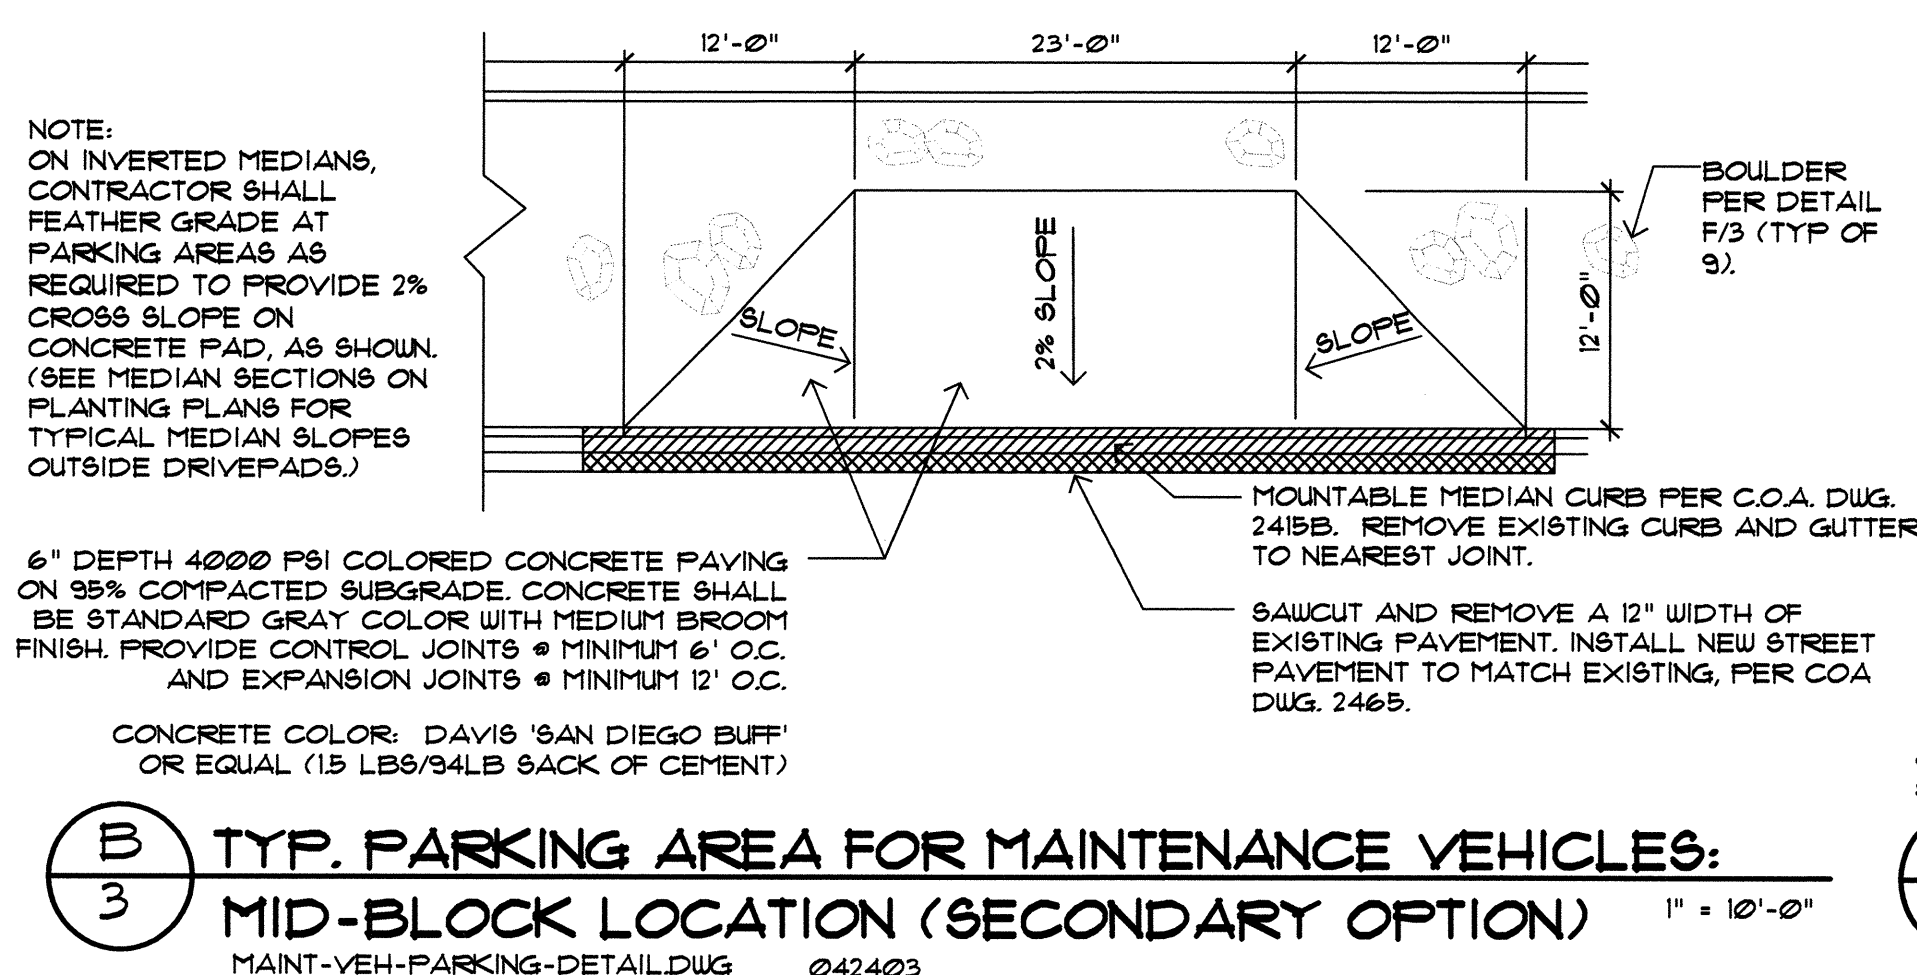 12'-0"
23'-0"
12'-0"
NOTE:
ON INVERTED MEDIANS,
CONTRACTOR SHALL
FEATHER GRADE AT
PARKING AREAS AS
REQUIRED TO PROVIDE 2%
CROSS SLOPE ON
CONCRETE PAD, AS SHOWN.
(SEE MEDIAN SECTIONS ON
PLANTING PLANS FOR
TYPICAL MEDIAN SLOPES
OUTSIDE DRIVEPADS.)
SLOPE
2% SLOPE
SLOPE
12'-0"
BOULDER
PER DETAIL
F/3 (TYP OF
9).
MOUNTABLE MEDIAN CURB PER C.O.A. DWG.
2415B. REMOVE EXISTING CURB AND GUTTER
TO NEAREST JOINT.
6" DEPTH 4000 PSI COLORED CONCRETE PAVING
ON 95% COMPACTED SUBGRADE. CONCRETE SHALL
BE STANDARD GRAY COLOR WITH MEDIUM BROOM
FINISH. PROVIDE CONTROL JOINTS @ MINIMUM 6' O.C.
AND EXPANSION JOINTS @ MINIMUM 12' O.C.
SAWCUT AND REMOVE A 12" WIDTH OF
EXISTING PAVEMENT. INSTALL NEW STREET
PAVEMENT TO MATCH EXISTING, PER COA
DWG. 2465.
CONCRETE COLOR: DAVIS 'SAN DIEGO BUFF'
OR EQUAL (1.5 LBS/94LB SACK OF CEMENT)
B
3
TYP. PARKING AREA FOR MAINTENANCE VEHICLES:
MID-BLOCK LOCATION (SECONDARY OPTION)
1" = 10'-0"
MAINT-VEH-PARKING-DETAIL.DWG 042403